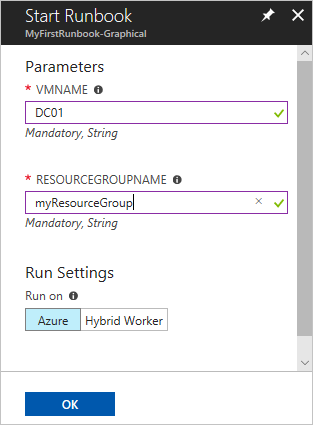 Start Runbook
MyFirstRunbook-Graphical
Parameters
* VMNAME
DC01
Mandatory, String
* RESOURCEGROUPNAME
myResourceGroup
Mandatory, String
Run Settings
Run on
Azure Hybrid Worker
OK